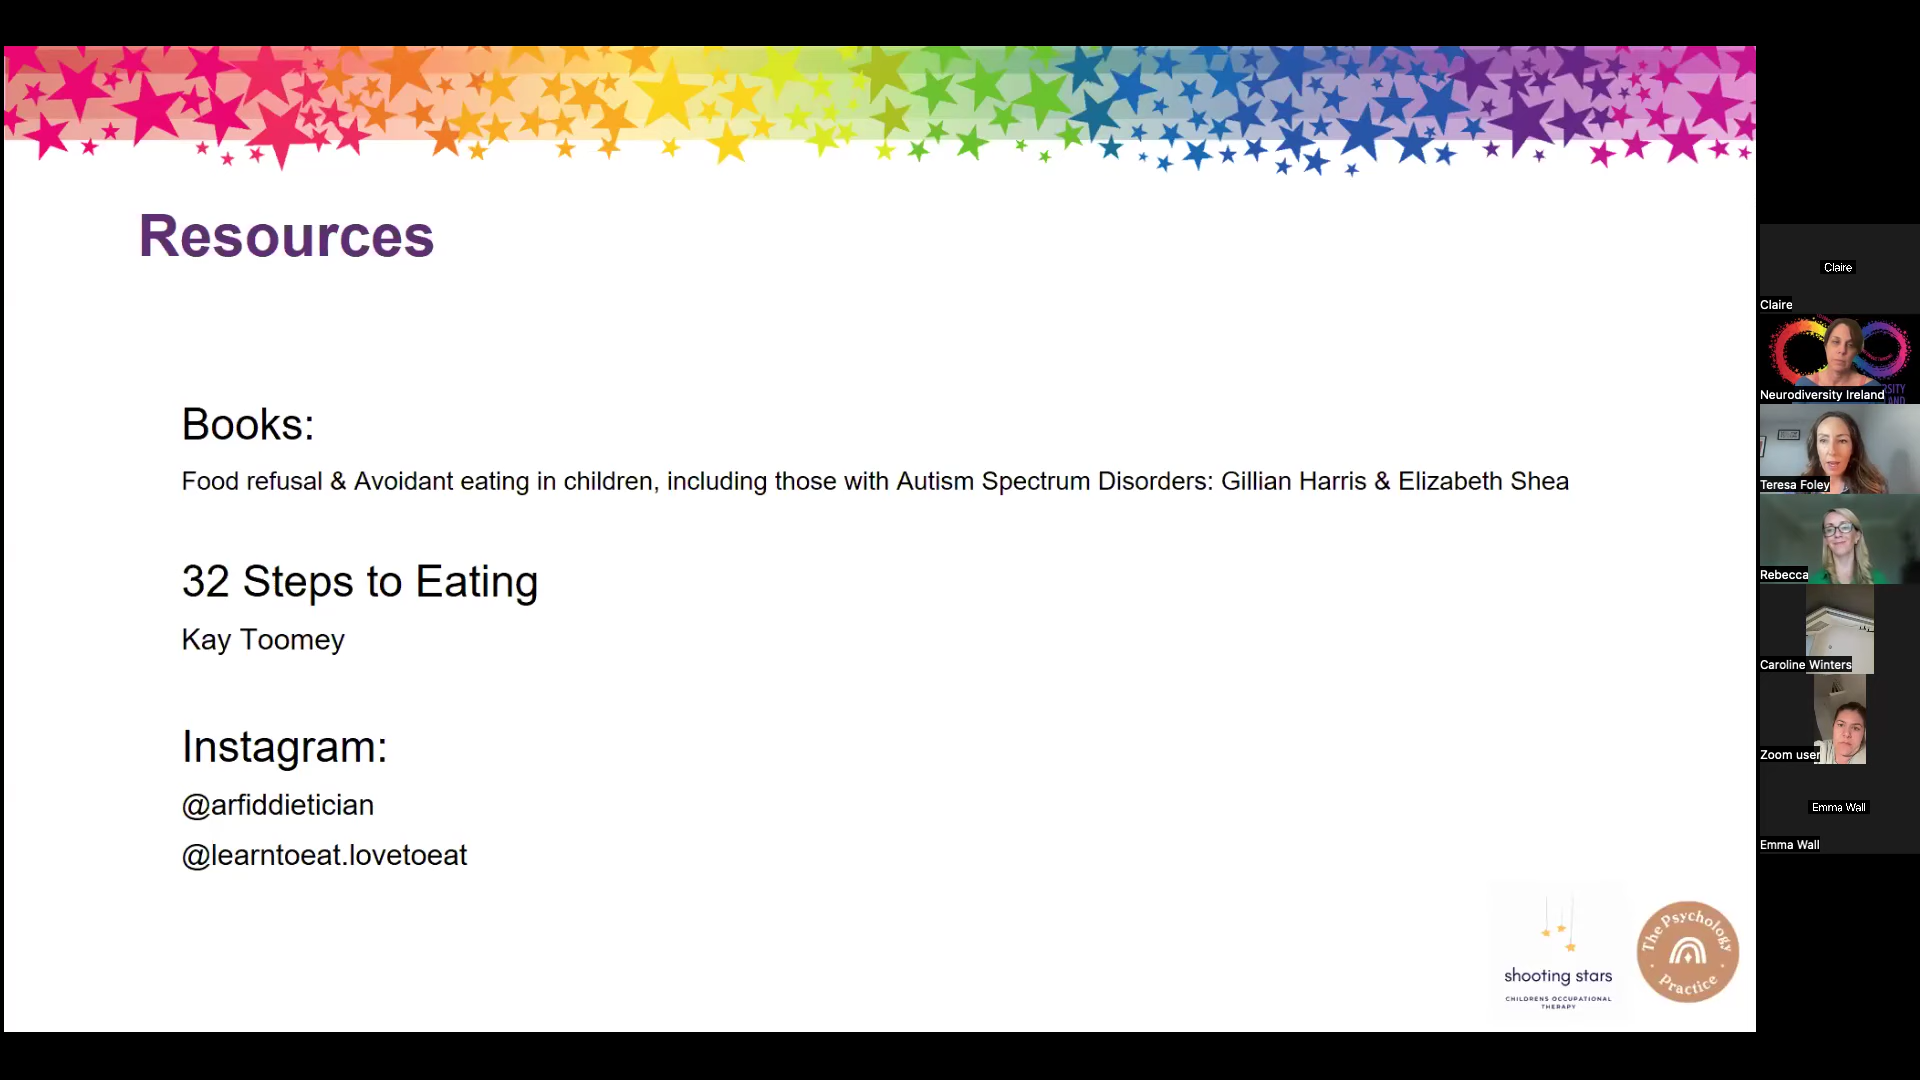 Resources
Books:
Food refusal & Avoidant eating in children, including those with Autism Spectrum Disorders: Gillian Harris & Elizabeth Shea
32 Steps to Eating
Kay Toomey
Instagram:
@arfiddietician
@learntoeat.lovetoeat
shooting stars
CHILDRENS OCCUPATIONAL
THERAPY
The Psychology
Practice
Claire
Claire
Neurodiversity Ireland
Teresa Foley
Rebecca
Caroline Winters
Zoom user
Emma Wall
Emma Wall